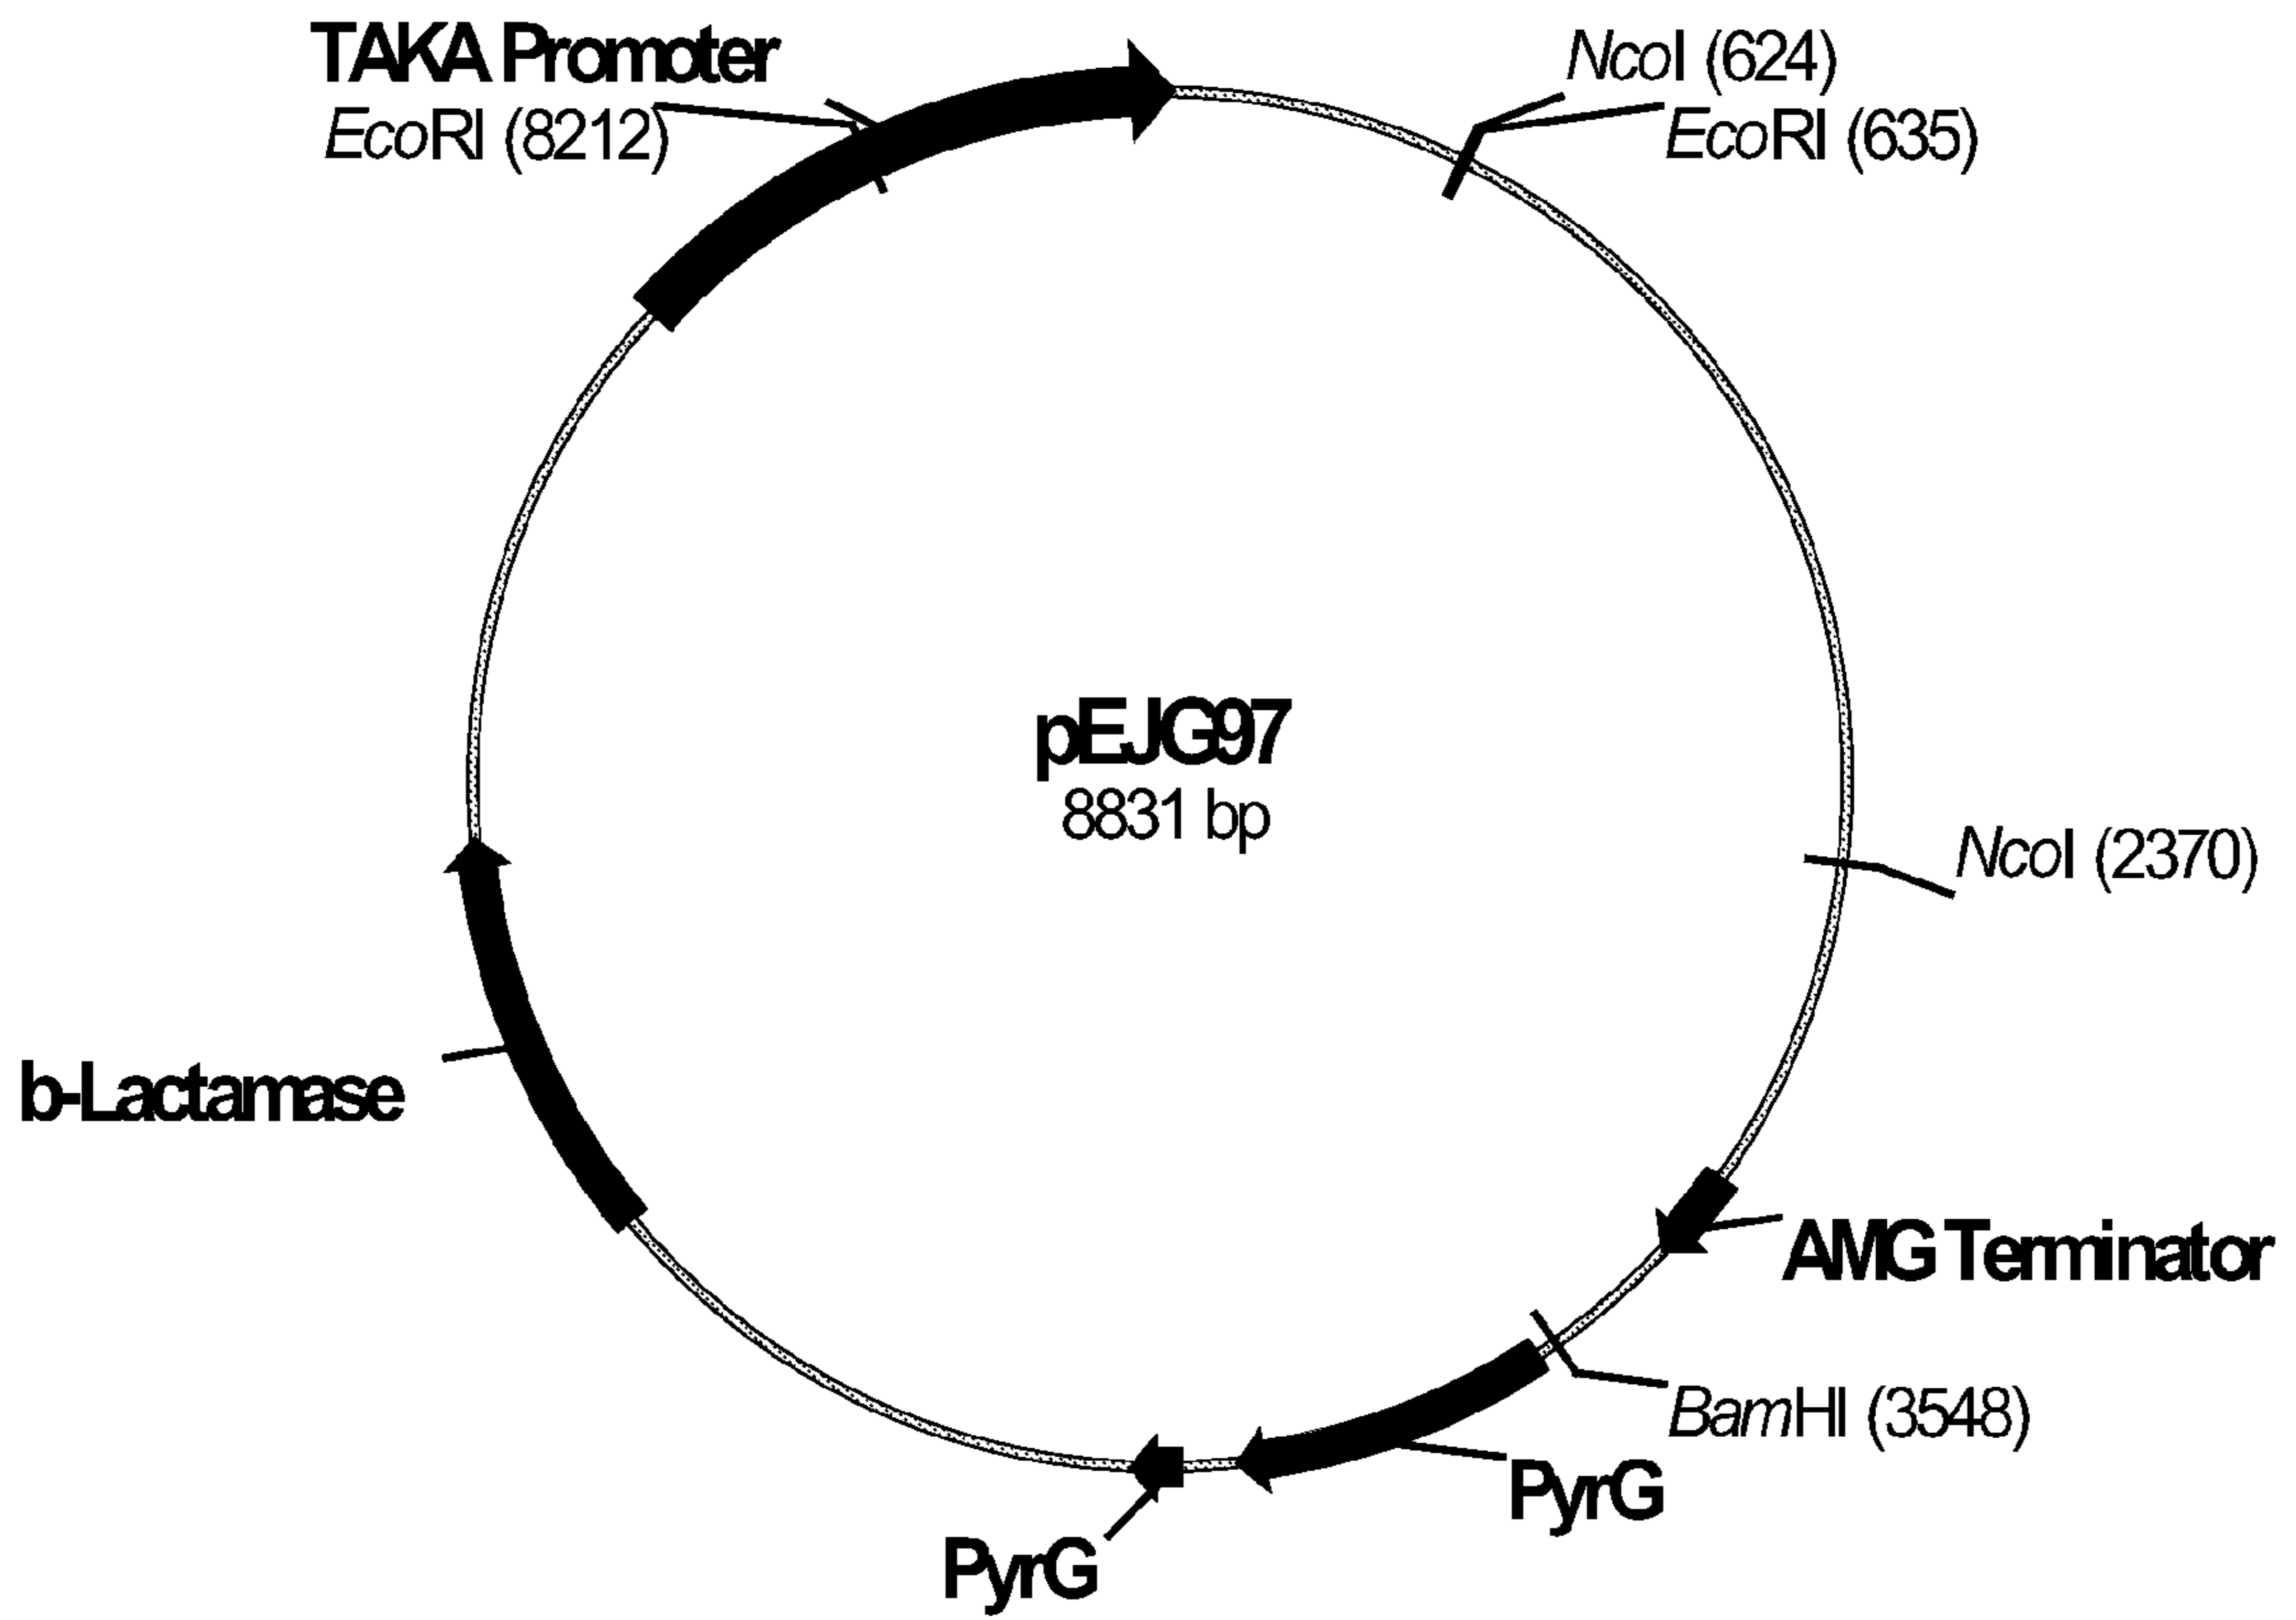 TAKA Promoter
EcoRI (8212)
NcoI (624)
EcoRI (635)
pEJG97
8831 bp
NcoI (2370)
b-Lactamase
AMG Terminator
BamHI (3548)
PyrG
PyrG